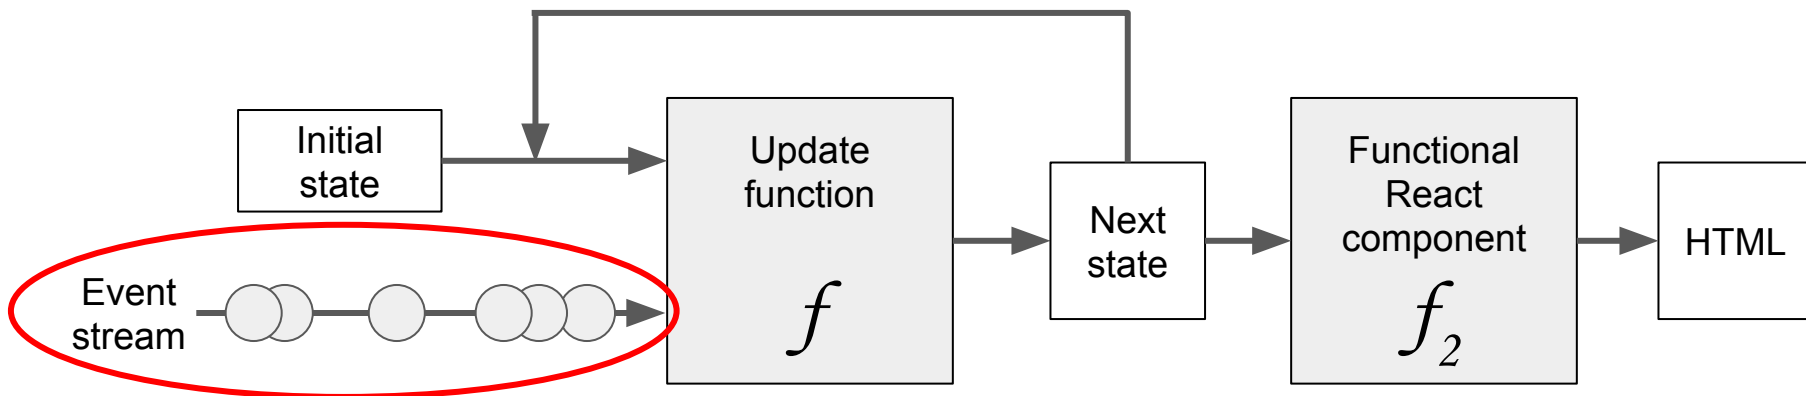 Initial
state
Event
stream
Update
function
f
Next
state
Functional
React
component
f2
HTML